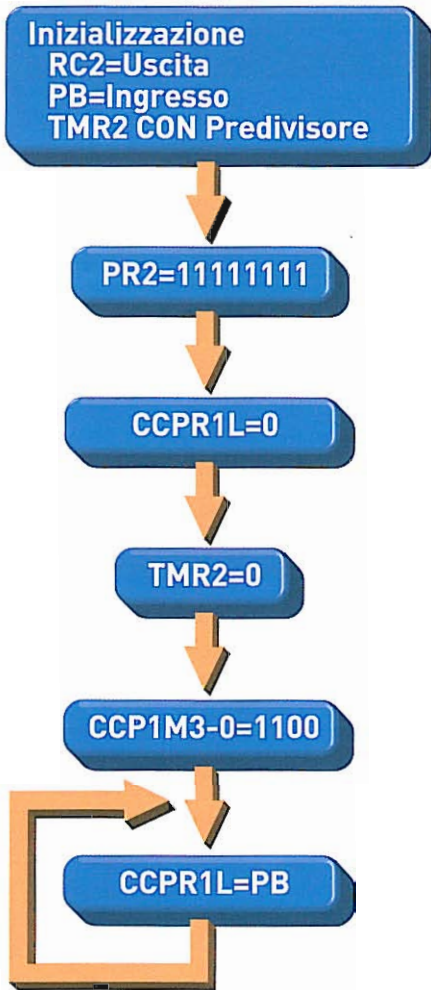 Inizializzazione
RC2=Uscita
PB=Ingresso
TMR2 CON Predivisore
PR2=11111111
CCPR1L=0
TMR2=0
CCP1M3-0=1100
CCPR1L=PB